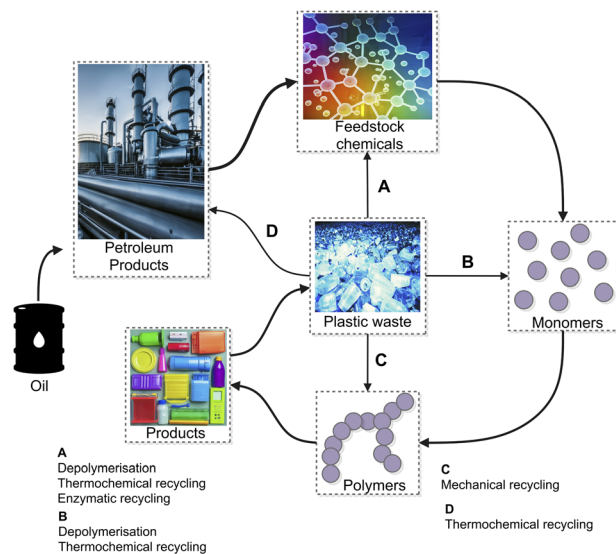 Feedstock
chemicals
A
Petroleum
Products
D
B
Plastic waste
Monomers
C
Oil
Products
Polymers
A
Depolymerisation
Thermochemical recycling
Enzymatic recycling
B
Depolymerisation
Thermochemical recycling
C
Mechanical recycling
D
Thermochemical recycling